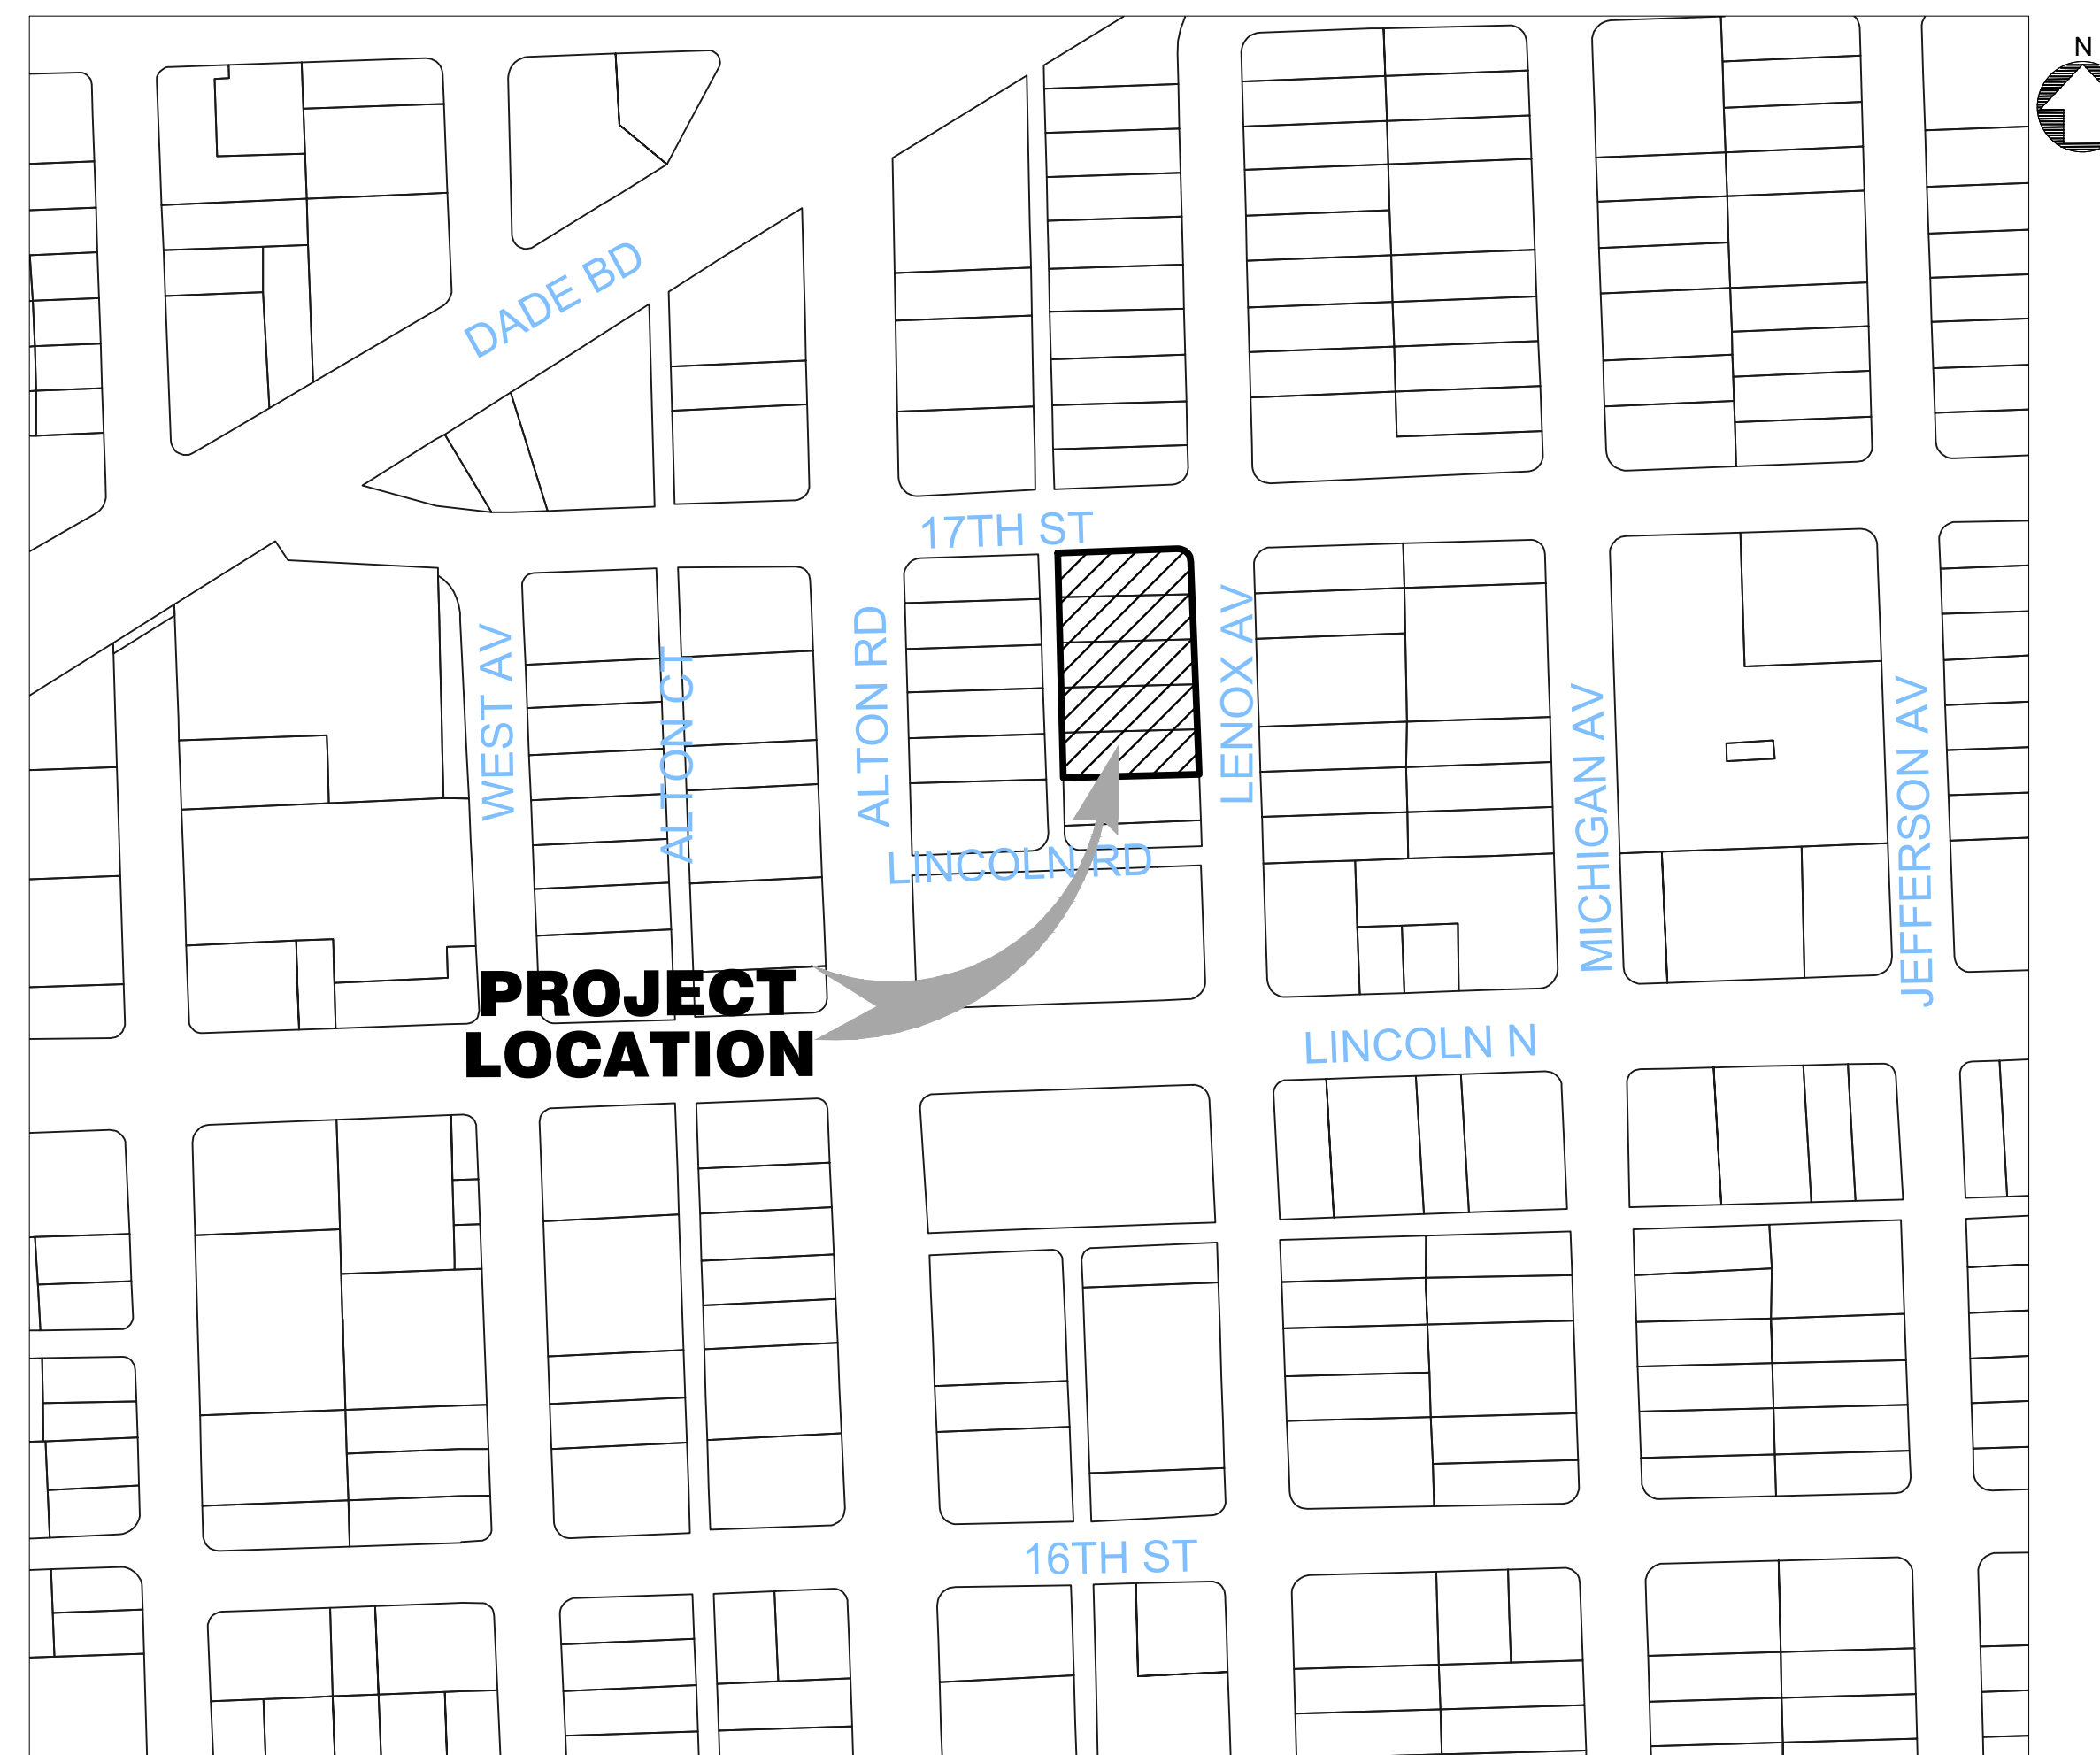 N
DADE BD
17TH ST
WEST AV
ALTON CT
ALTON RD
LENOX AV
MICHIGAN AV
JEFFERSON AV
LINCOLN RD
PROJECT
LOCATION
LINCOLN N
16TH ST